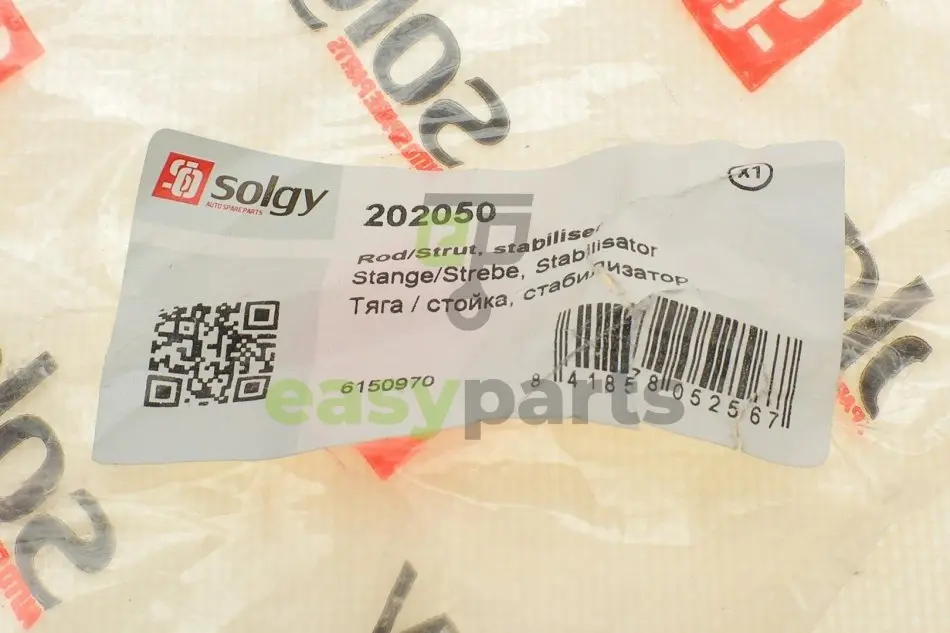 solgy
AUTO SPARE PARTS
x1
202050
Rod/Strut, stabiliser
Stange/Strebe, Stabilisator
Тяга / стойка, стабилизатор
6150970
8 418578 052567
easyparts